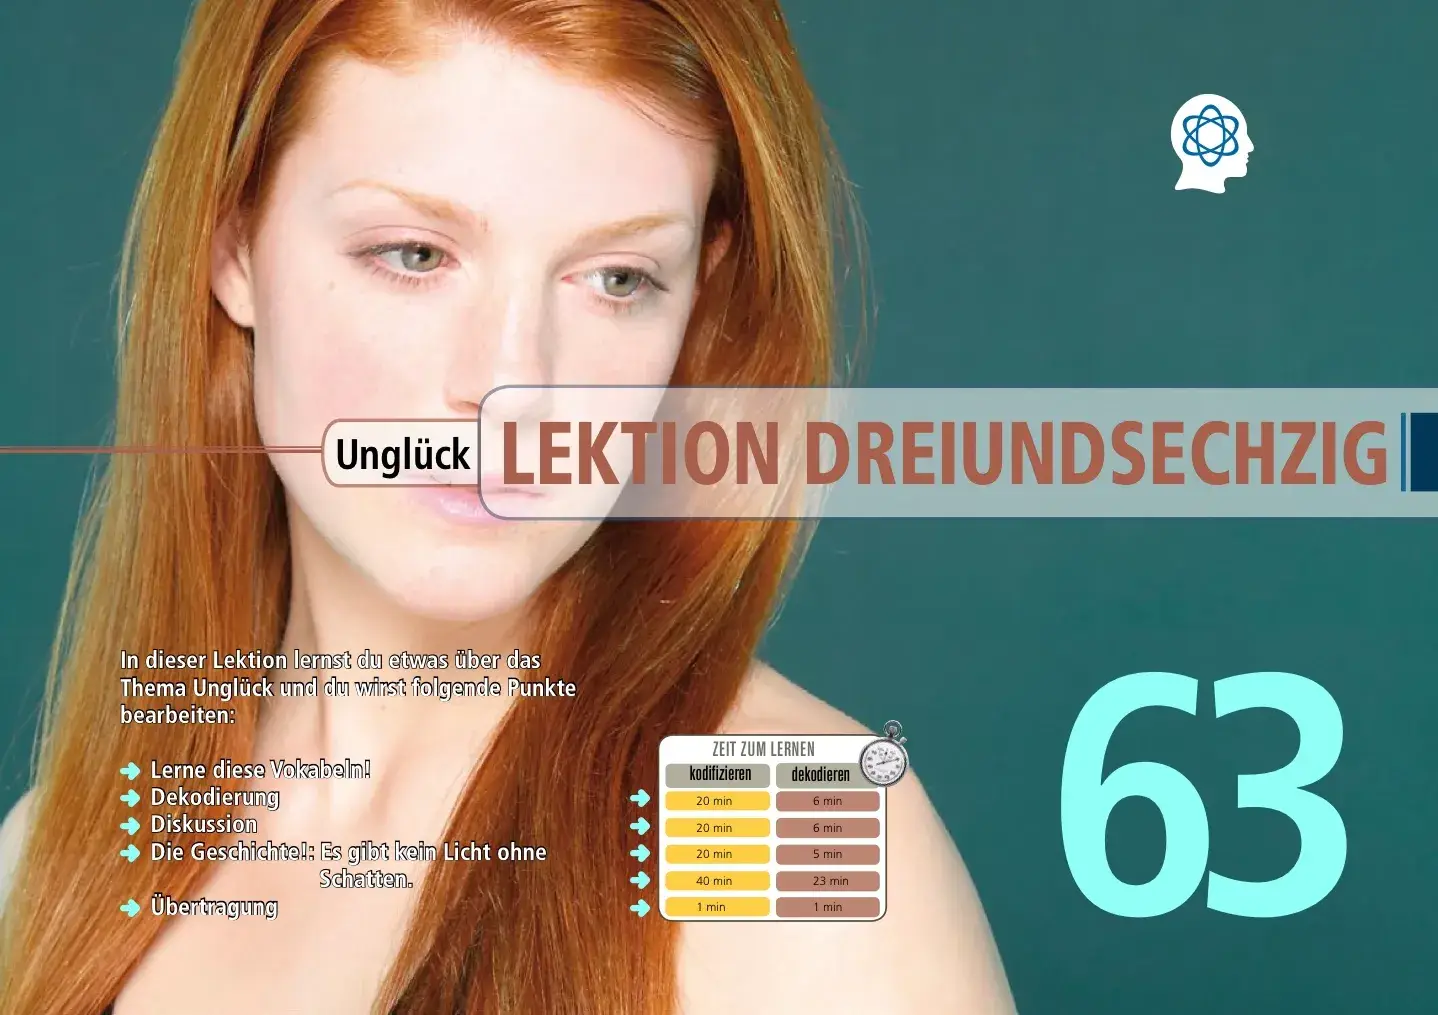 Unglück
LEKTION DREIUNDSECHZIG
In dieser Lektion lernst du etwas über das
Thema Unglück und du wirst folgende Punkte
bearbeiten:
Lerne diese Vokabeln!
Dekodierung
Diskussion
Die Geschichte!: Es gibt kein Licht ohne
Schatten.
Übertragung
ZEIT ZUM LERNEN
kodifizieren dekodieren
20 min 6 min
20 min 6 min
20 min 5 min
40 min 23 min
1 min 1 min
63